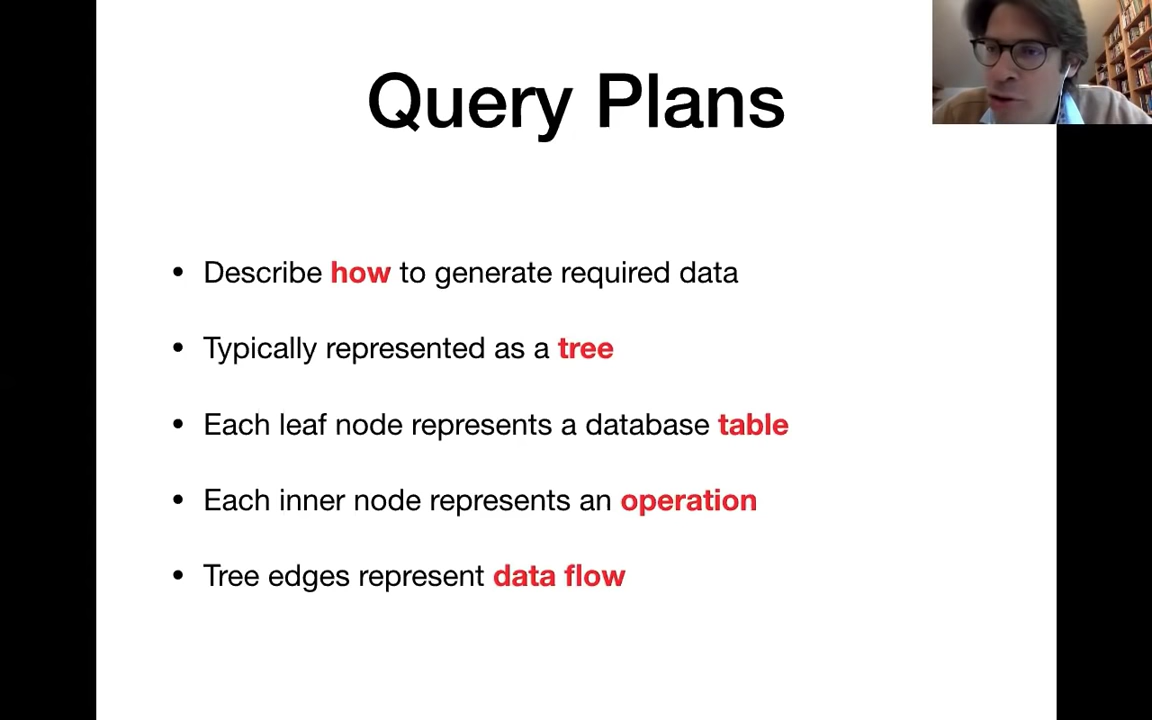 Query Plans
• Describe how to generate required data
• Typically represented as a tree
• Each leaf node represents a database table
• Each inner node represents an operation
• Tree edges represent data flow